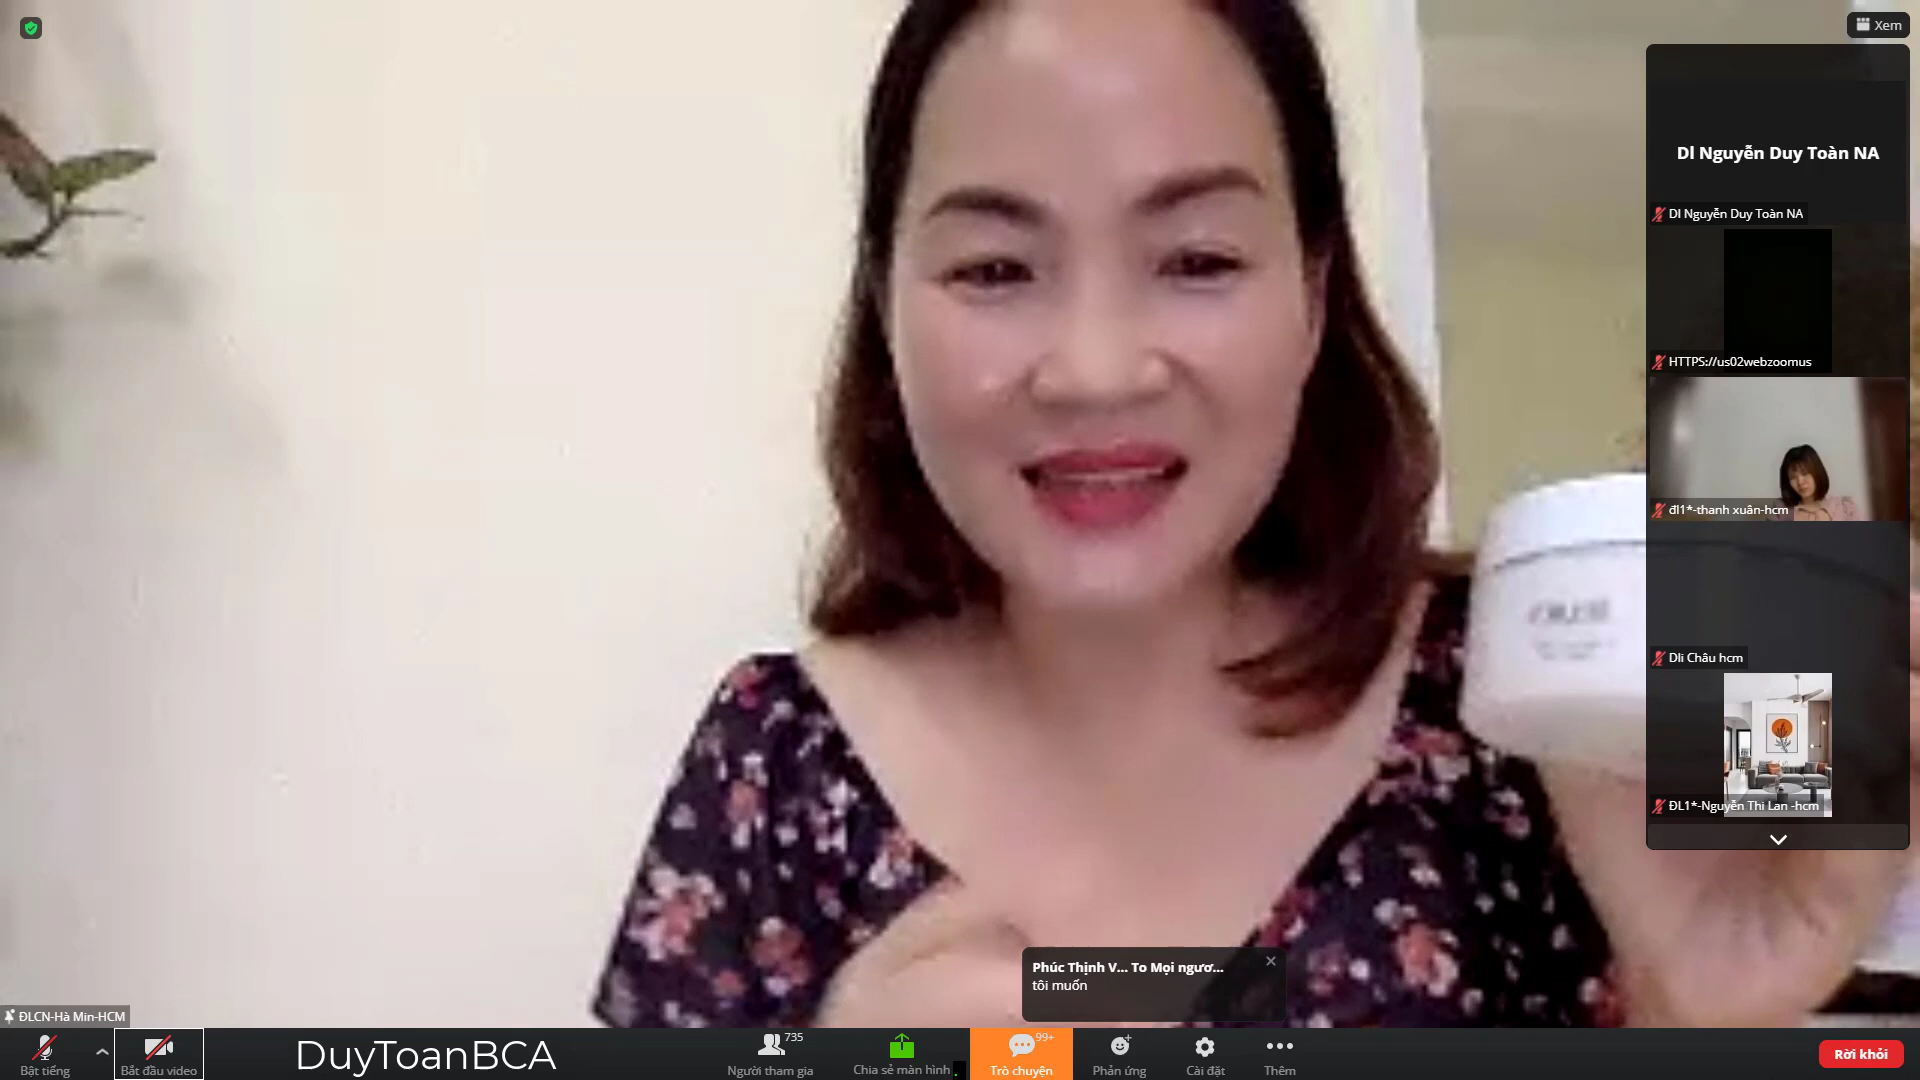 Xem
Dl Nguyễn Duy Toàn NA
Dl Nguyễn Duy Toàn NA
HTTPS://us02webzoomus
đl1*-thanh xuân-hcm
Dli Châu hcm
ĐL1*-Nguyễn Thi Lan -hcm
Phúc Thịnh V... To Mọi ngươ...
tôi muốn
ĐLCN-Hà Min-HCM
Bật tiếng
Bắt đầu video
DuyToanBCA
735
Người tham gia
Chia sẻ màn hình
99+
Trò chuyện
Phản ứng
Cài đặt
Thêm
Rời khỏi